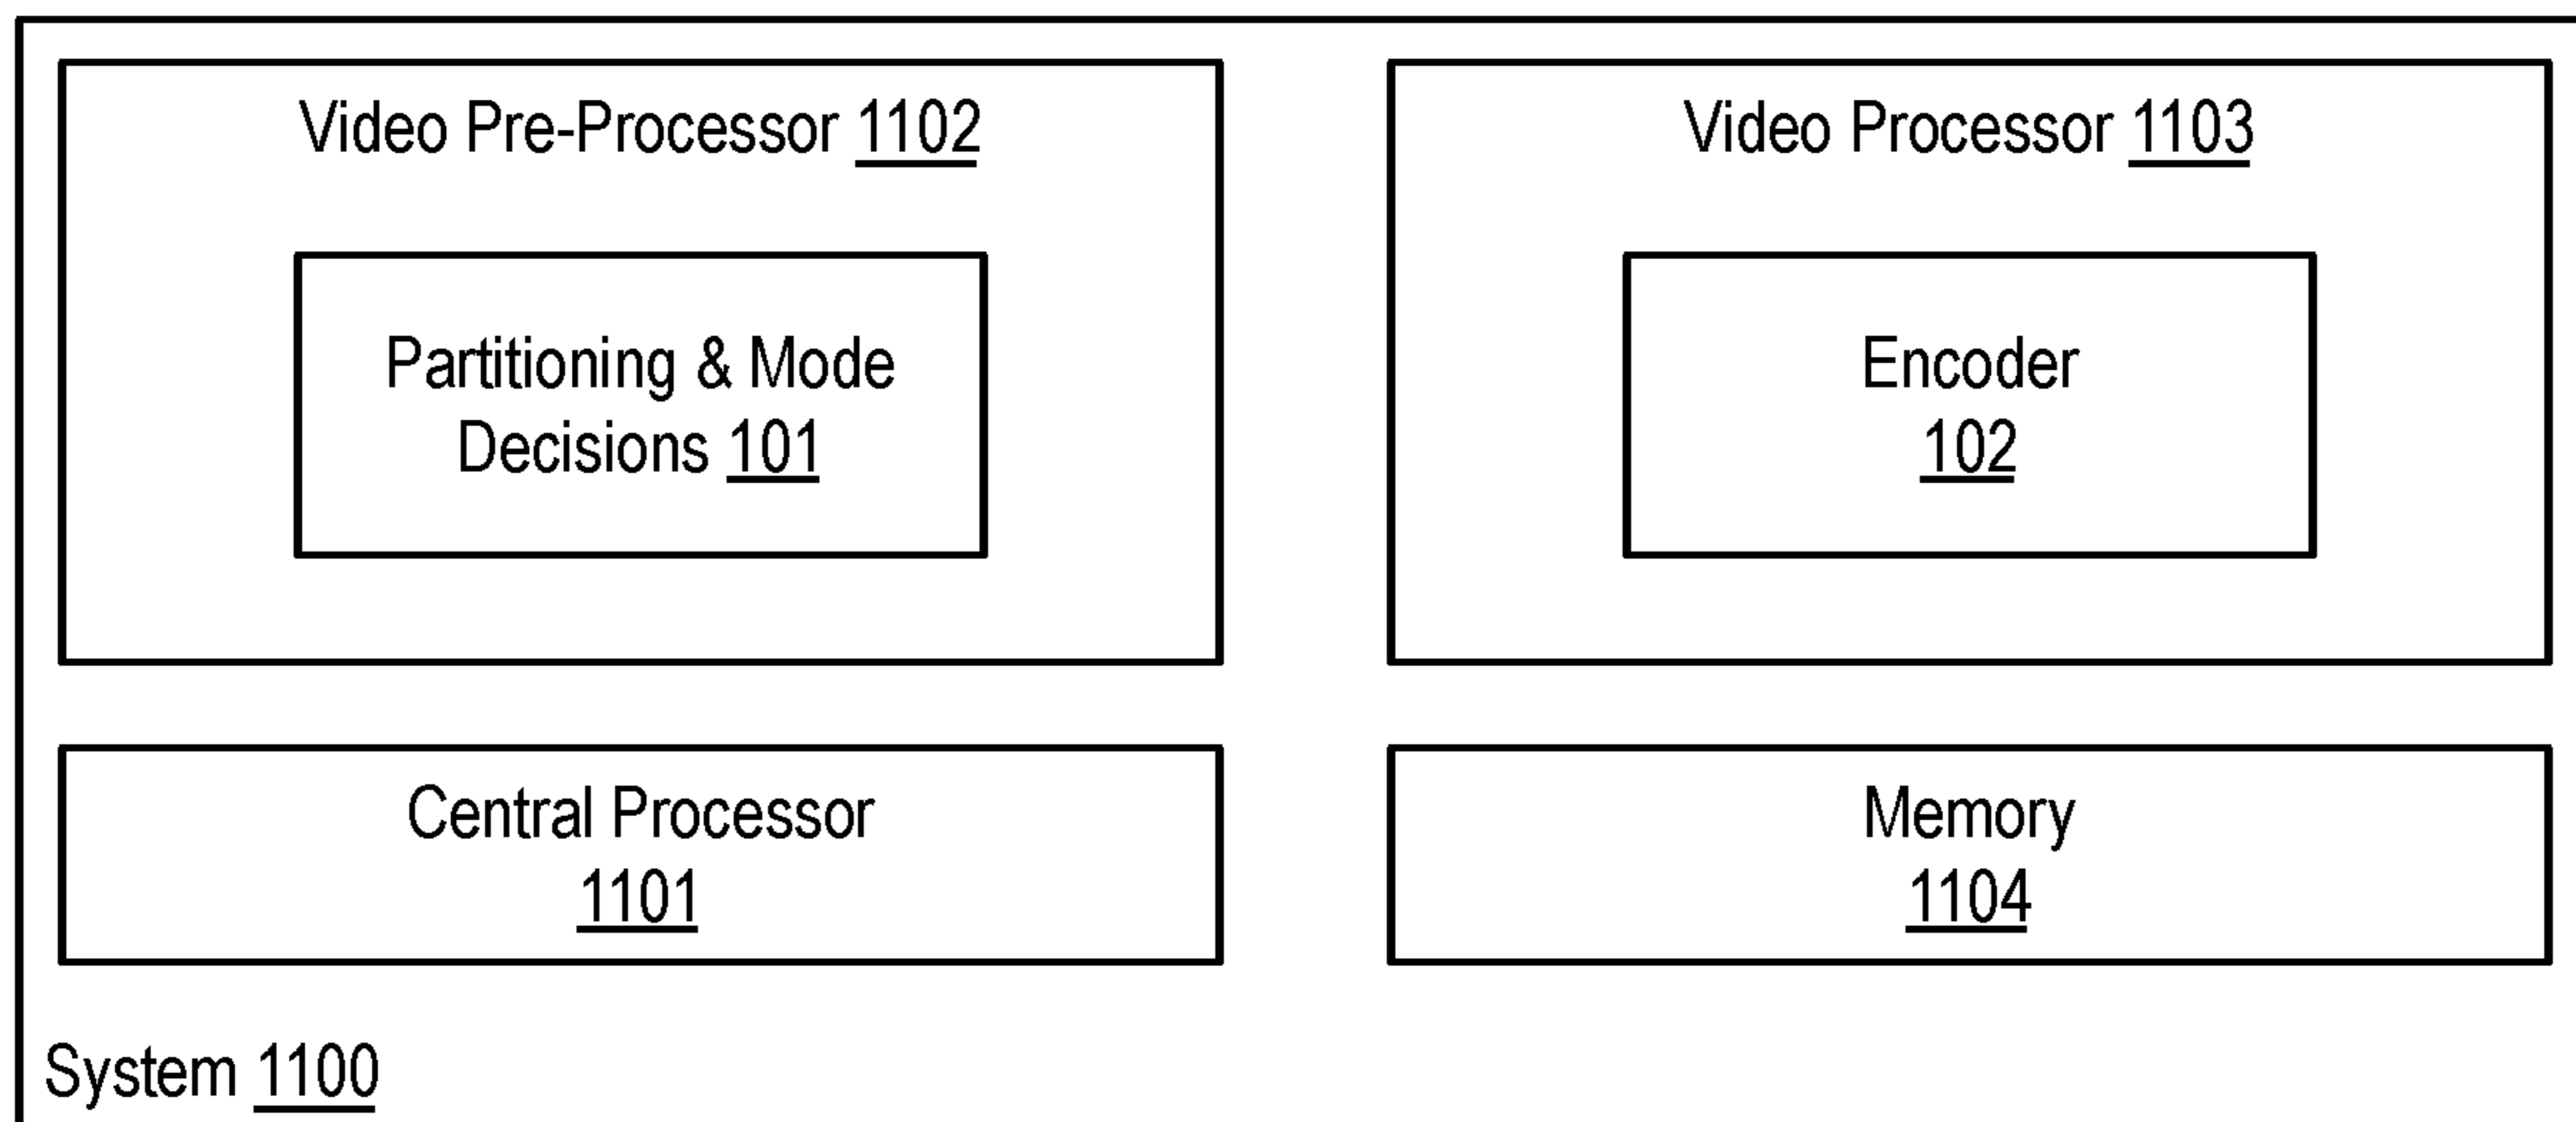 Video Pre-Processor 1102
Partitioning & Mode
Decisions 101
Video Processor 1103
Encoder
102
Central Processor
1101
Memory
1104
System 1100